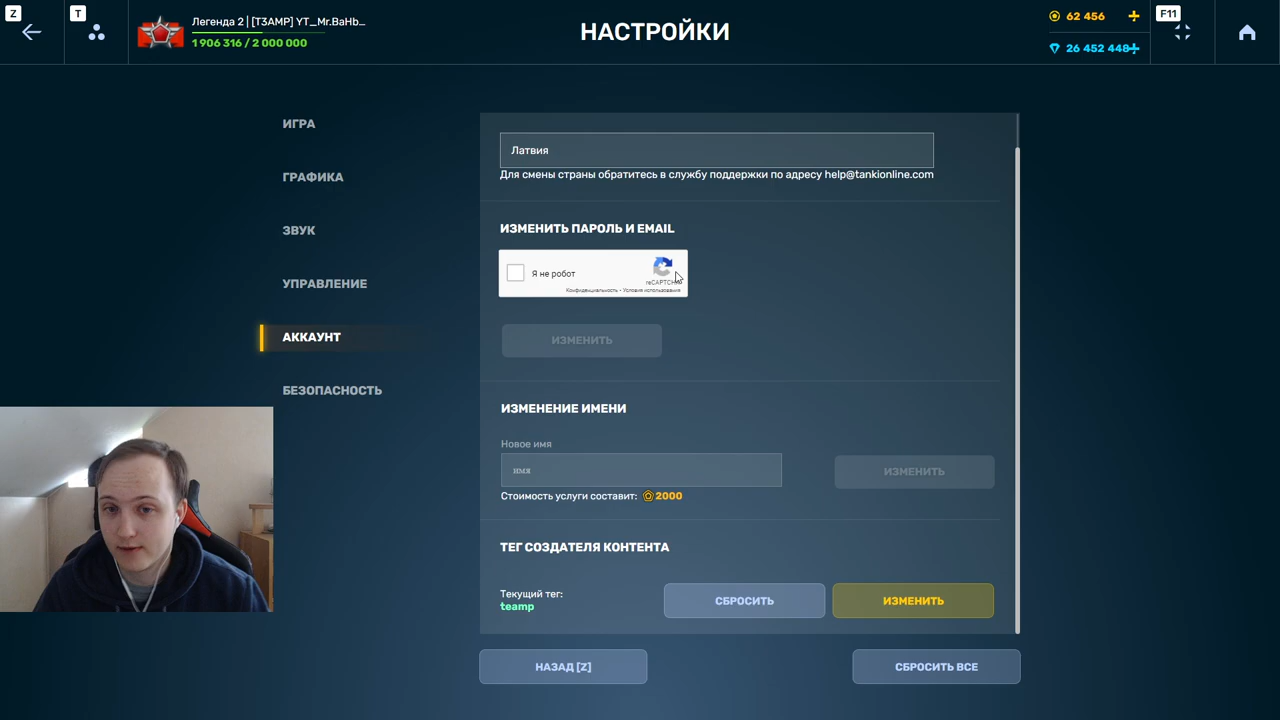 Z
T
Легенда 2 | [T3AMP] YT_Mr.BaHb...
1 906 316 / 2 000 000
НАСТРОЙКИ
62 456
26 452 448
F11
ИГРА
ГРАФИКА
ЗВУК
УПРАВЛЕНИЕ
АККАУНТ
БЕЗОПАСНОСТЬ
Латвия
Для смены страны обратитесь в службу поддержки по адресу help@tankionline.com
ИЗМЕНИТЬ ПАРОЛЬ И EMAIL
Я не робот
reCAPTCHA
Конфиденциальность - Условия использования
ИЗМЕНИТЬ
ИЗМЕНЕНИЕ ИМЕНИ
Новое имя
имя
ИЗМЕНИТЬ
Стоимость услуги составит: 2000
ТЕГ СОЗДАТЕЛЯ КОНТЕНТА
Текущий тег:
teamp
СБРОСИТЬ
ИЗМЕНИТЬ
НАЗАД [Z]
СБРОСИТЬ ВСЕ